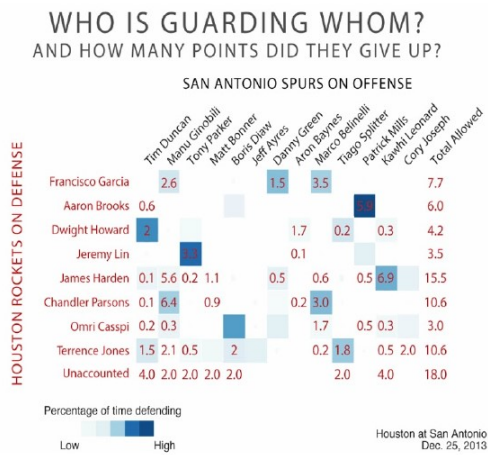 WHO IS GUARDING WHOM?
AND HOW MANY POINTS DID THEY GIVE UP?
SAN ANTONIO SPURS ON OFFENSE
Tim Duncan Manu Ginobili Tony Parker Matt Bonner Boris Diaw Jeff Ayres Danny Green Aron Baynes Marco Belinelli Tiago Splitter Patrick Mills Kawhi Leonard Cory Joseph Total Allowed
HOUSTON ROCKETS ON DEFENSE
Francisco Garcia 2.6 1.5 3.5 7.7
Aaron Brooks 0.6 6.0
Dwight Howard 2 0.3 1.7 0.2 0.4 4.2
Jeremy Lin 0.1 3.5
James Harden 0.1 5.6 0.2 1.1 0.5 0.6 0.5 6.9 15.5
Chandler Parsons 0.1 6.4 0.9 0.2 3.0 10.6
Omri Casspi 0.2 0.3 1.7 0.5 0.3 3.0
Terrence Jones 1.5 2.1 0.5 2 0.2 1.8 0.5 2.0 10.6
Unaccounted 4.0 2.0 2.0 2.0 2.0 2.0 4.0 18.0
Percentage of time defending
Low High
Houston at San Antonio
Dec. 25, 2013